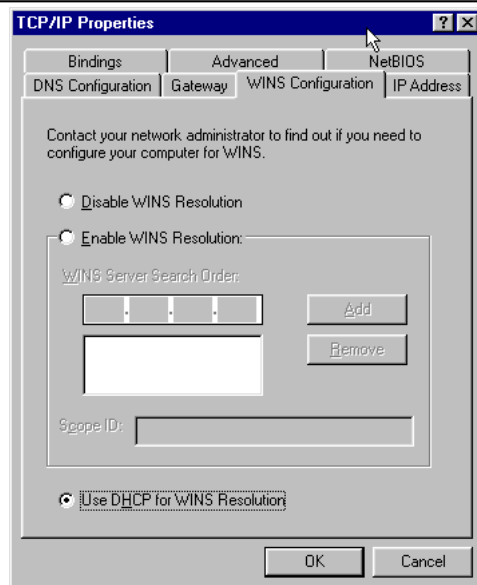 TCP/IP Properties
Bindings
Advanced
NetBIOS
DNS Configuration
Gateway
WINS Configuration
IP Address
Contact your network administrator to find out if you need to
configure your computer for WINS.
Disable WINS Resolution
Enable WINS Resolution:
WINS Server Search Order:
Add
Remove
Scope ID:
Use DHCP for WINS Resolution
OK
Cancel